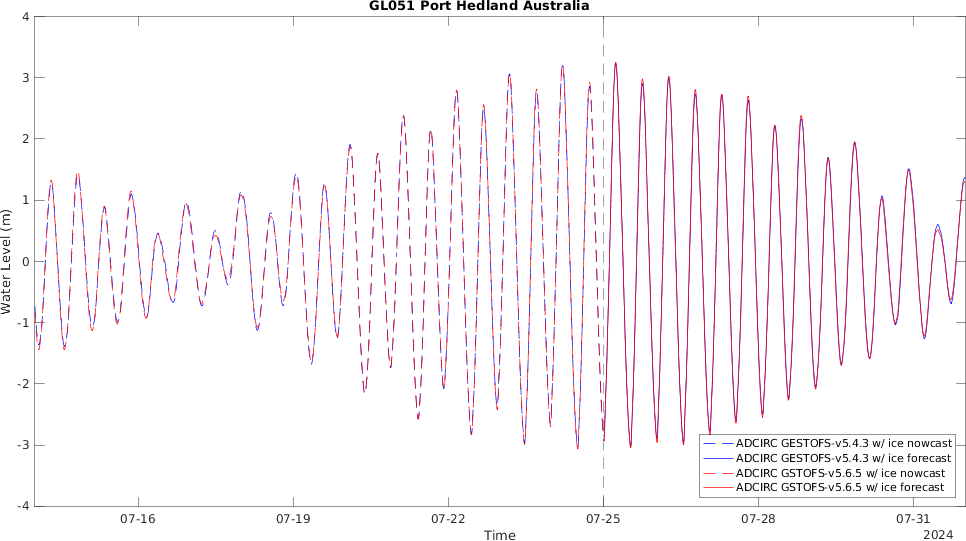 GL051 Port Hedland Australia
4
3
2
1
0
-1
-2
-3
-4
Water Level (m)
ADCIRC GESTOFS-v5.4.3 w/ ice nowcast
ADCIRC GESTOFS-v5.4.3 w/ ice forecast
ADCIRC GSTOFS-v5.6.5 w/ ice nowcast
ADCIRC GSTOFS-v5.6.5 w/ ice forecast
07-16 07-19 07-22 07-25 07-28 07-31
Time 2024